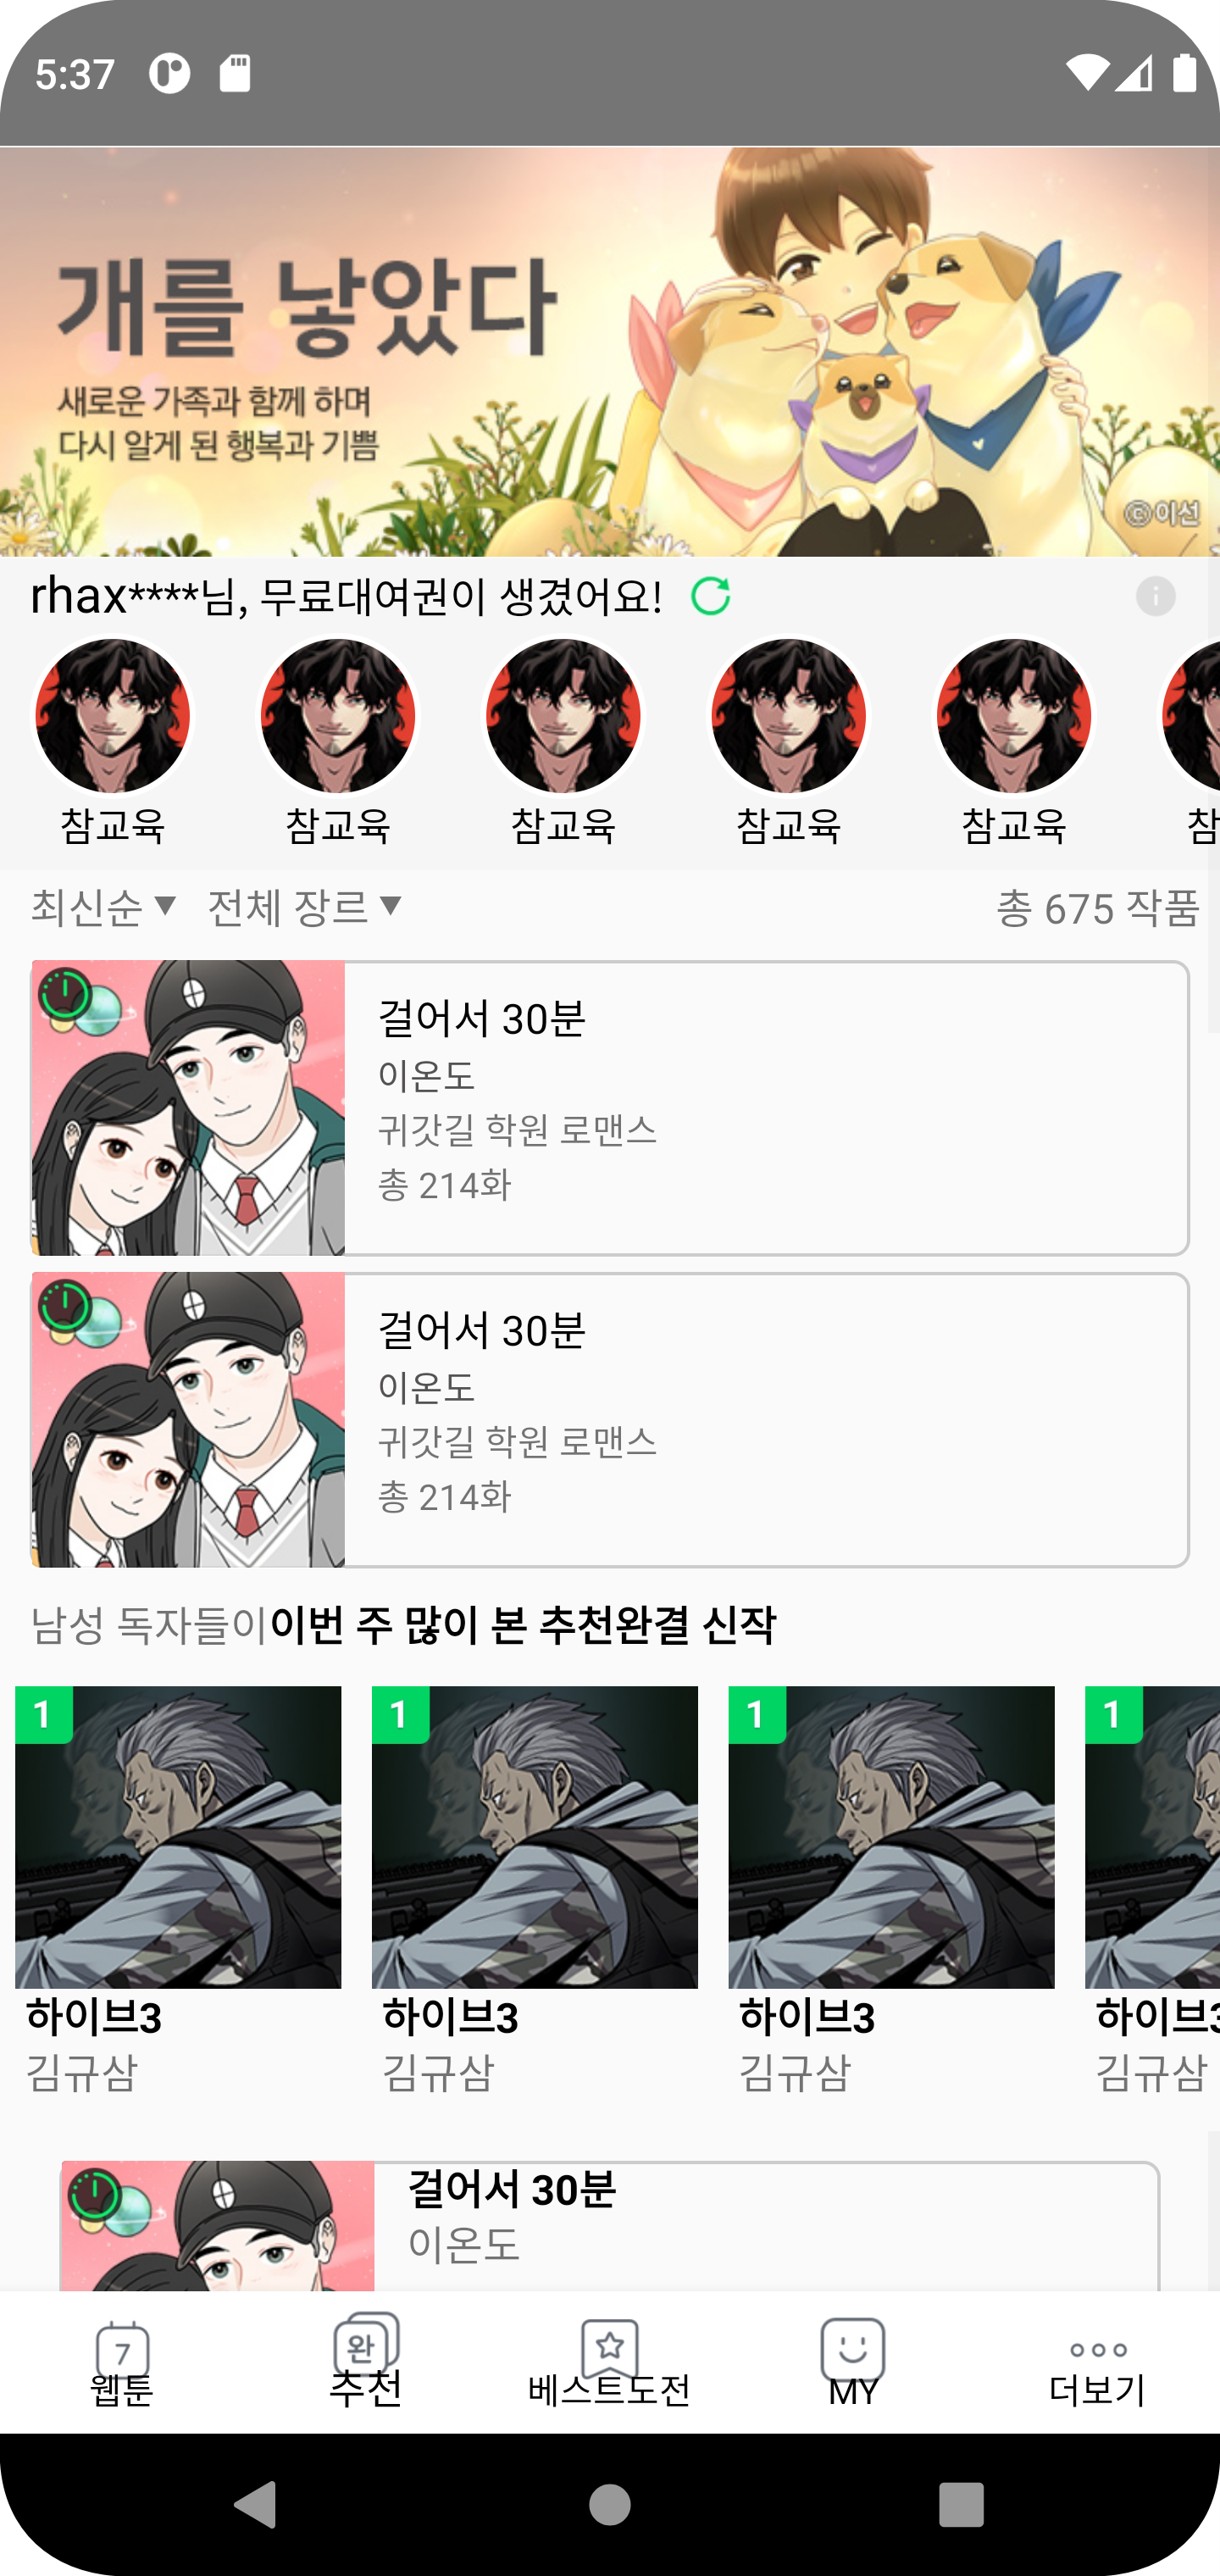 5:37
개를 낳았다
새로운 가족과 함께 하며
다시 알게 된 행복과 기쁨
©이선
rhax****님, 무료대여권이 생겼어요!
참교육 참교육 참교육 참교육 참교육 참
최신순 ▼ 전체 장르 ▼ 총 675 작품
걸어서 30분
이온도
귀갓길 학원 로맨스
총 214화
걸어서 30분
이온도
귀갓길 학원 로맨스
총 214화
남성 독자들이이번 주 많이 본 추천완결 신작
1 1 1 1
하이브3 하이브3 하이브3 하이브3
김규삼 김규삼 김규삼 김규삼
걸어서 30분
이온도
7 완
웹툰 추천 베스트도전 MY 더보기